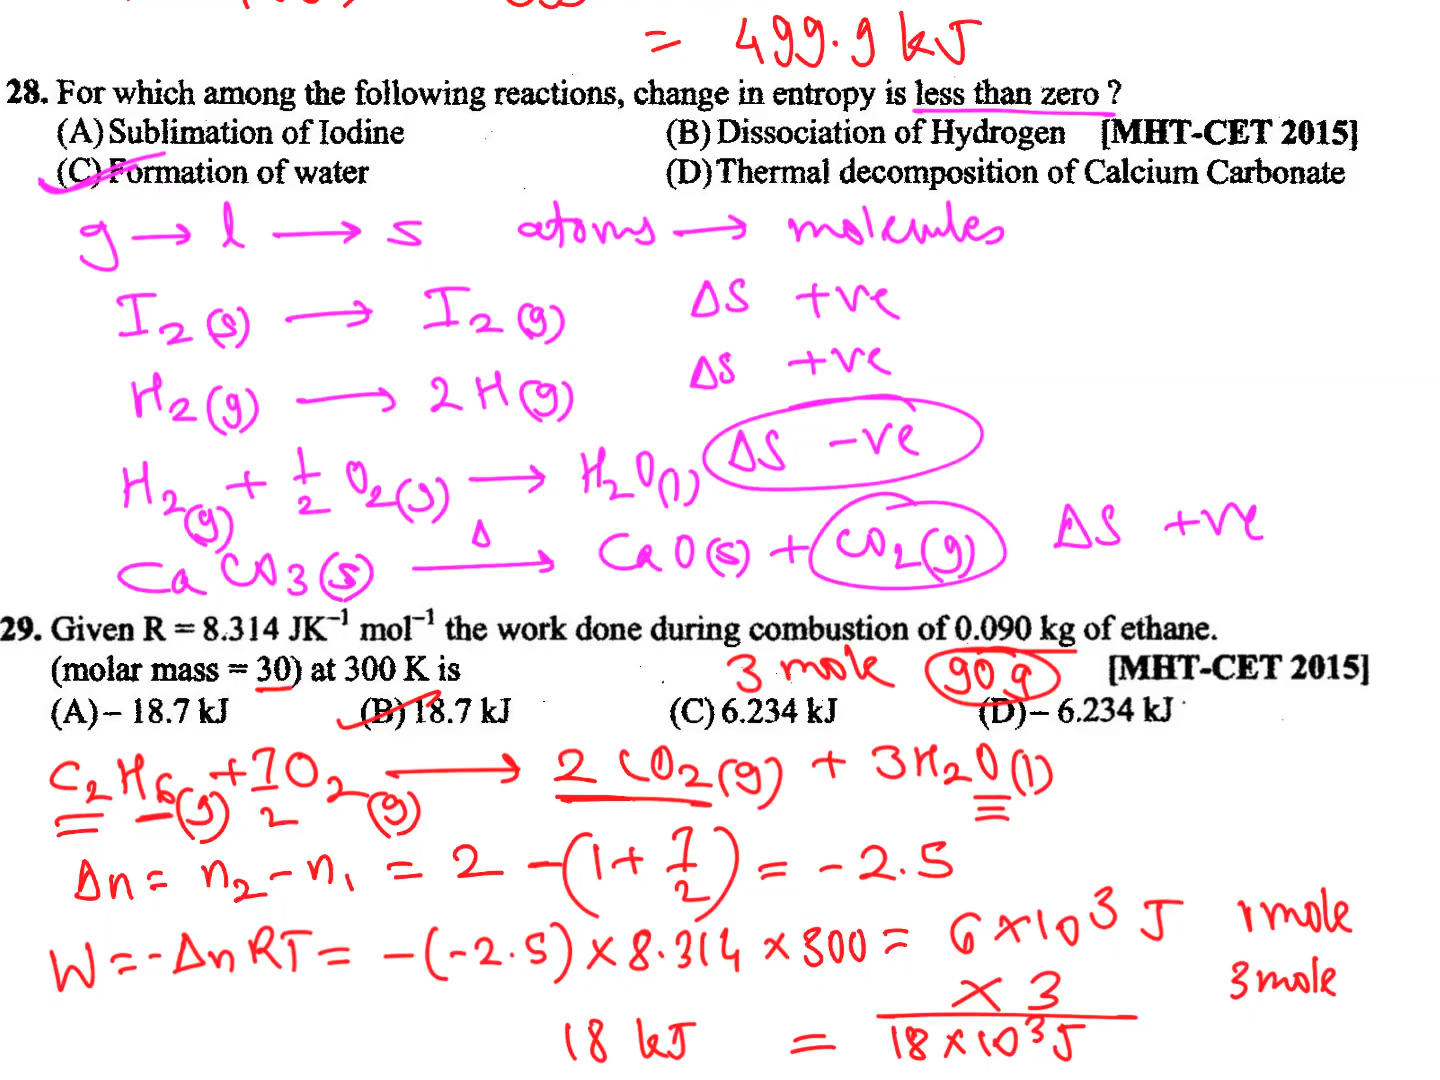 = 499.9 kJ
28. For which among the following reactions, change in entropy is less than zero ?
(A) Sublimation of Iodine (B) Dissociation of Hydrogen [MHT-CET 2015]
(C) Formation of water (D) Thermal decomposition of Calcium Carbonate
g → l → s atoms → molecules
I₂(s) → I₂(g) ΔS +ve
H₂(g) → 2H(g) ΔS +ve
H₂(g) + 1/2 O₂(g) → H₂O(l) ΔS -ve
CaCO₃(s) →Δ CaO(s) + CO₂(g) ΔS +ve
29. Given R = 8.314 JK⁻¹ mol⁻¹ the work done during combustion of 0.090 kg of ethane.
(molar mass = 30) at 300 K is 3 mole 90 g [MHT-CET 2015]
(A) – 18.7 kJ (B) 18.7 kJ (C) 6.234 kJ (D) – 6.234 kJ
C₂H₆(g) + 7/2 O₂(g) → 2 CO₂(g) + 3H₂O(l)
Δn = n₂ - n₁ = 2 - (1 + 7/2) = -2.5
W = -ΔnRT = -(-2.5) × 8.314 × 300 = 6 × 10³ J 1 mole
× 3 3 mole
18 kJ = 18 × 10³ J